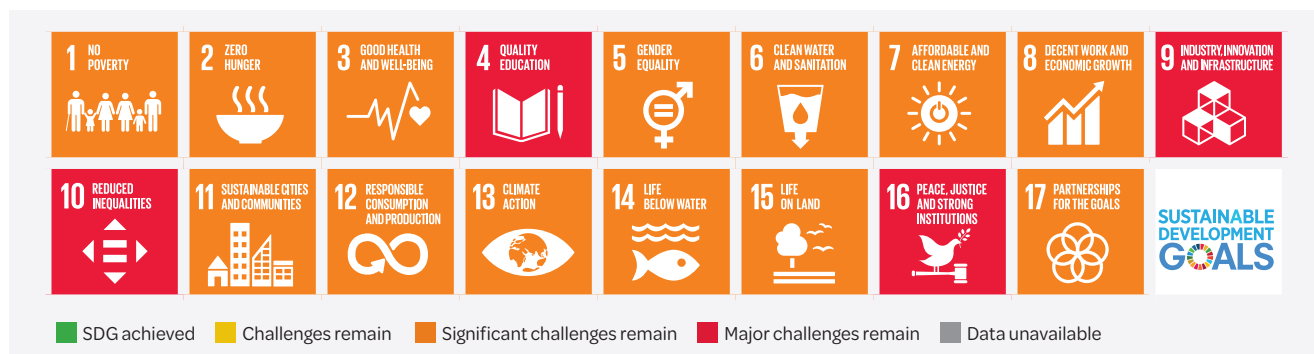 1 NO
POVERTY
2 ZERO
HUNGER
3 GOOD HEALTH
AND WELL-BEING
4 QUALITY
EDUCATION
5 GENDER
EQUALITY
6 CLEAN WATER
AND SANITATION
7 AFFORDABLE AND
CLEAN ENERGY
8 DECENT WORK AND
ECONOMIC GROWTH
9 INDUSTRY, INNOVATION
AND INFRASTRUCTURE
10 REDUCED
INEQUALITIES
11 SUSTAINABLE CITIES
AND COMMUNITIES
12 RESPONSIBLE
CONSUMPTION
AND PRODUCTION
13 CLIMATE
ACTION
14 LIFE
BELOW WATER
15 LIFE
ON LAND
16 PEACE, JUSTICE
AND STRONG
INSTITUTIONS
17 PARTNERSHIPS
FOR THE GOALS
SUSTAINABLE
DEVELOPMENT
GOALS
SDG achieved Challenges remain Significant challenges remain Major challenges remain Data unavailable